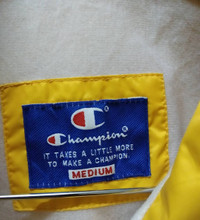 Champion
IT TAKES A LITTLE MORE
TO MAKE A CHAMPION.
MEDIUM